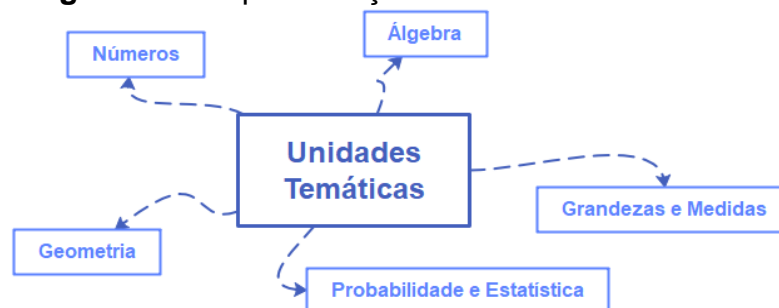 Álgebra
Números
Unidades
Temáticas
Grandezas e Medidas
Geometria
Probabilidade e Estatística